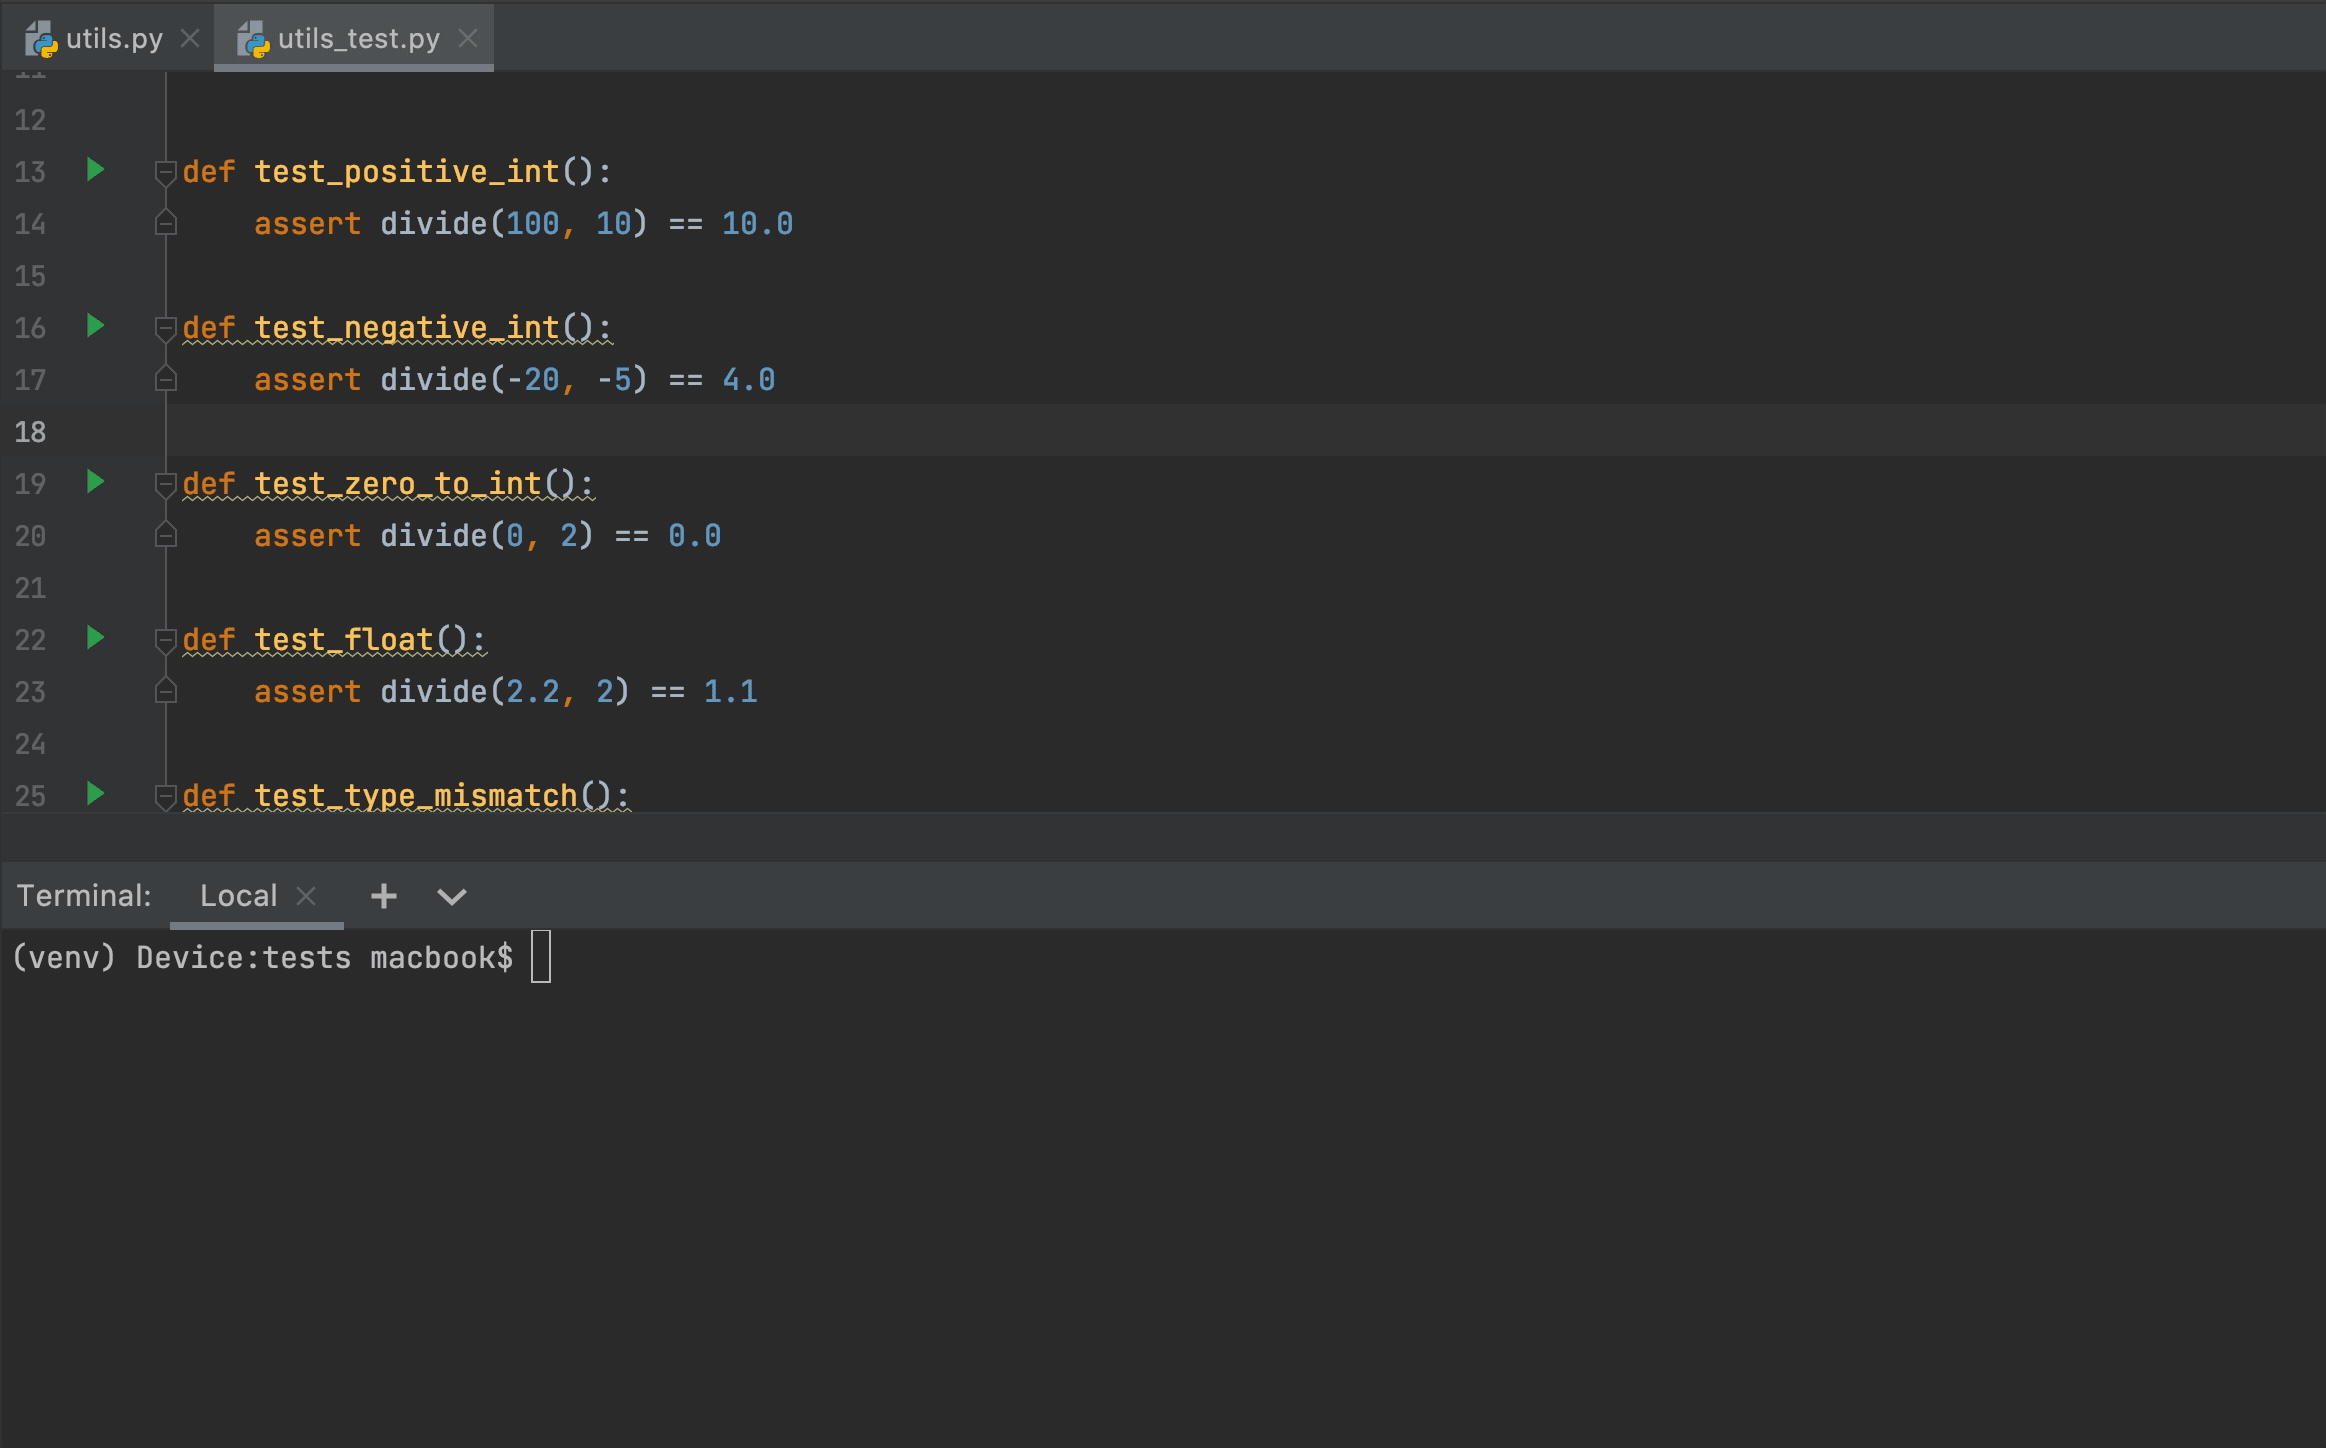 utils.py utils_test.py
11
12
13 def test_positive_int():
14     assert divide(100, 10) == 10.0
15
16 def test_negative_int():
17     assert divide(-20, -5) == 4.0
18
19 def test_zero_to_int():
20     assert divide(0, 2) == 0.0
21
22 def test_float():
23     assert divide(2.2, 2) == 1.1
24
25 def test_type_mismatch():
Terminal: Local
(venv) Device:tests macbook$